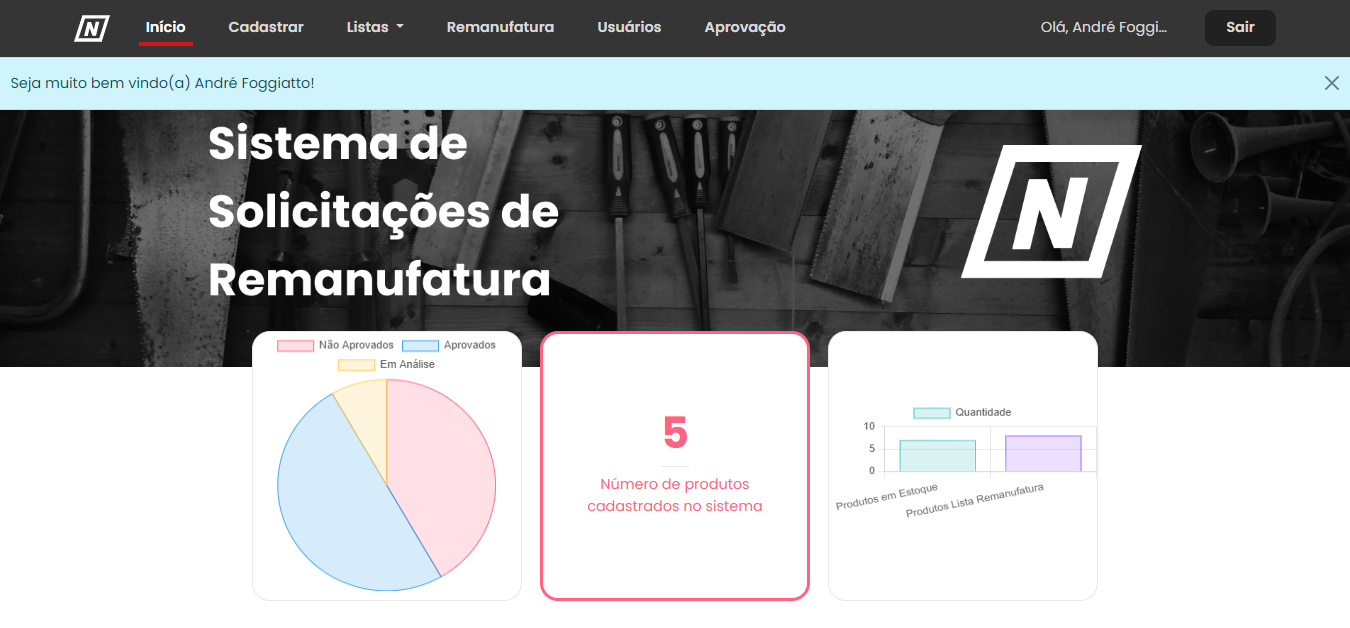 N
Início
Cadastrar
Listas
Remanufatura
Usuários
Aprovação
Olá, André Foggi...
Sair
Seja muito bem vindo(a) André Foggiatto!
Sistema de
Solicitações de
Remanufatura
N
Não Aprovados
Aprovados
Em Análise
5
Número de produtos
cadastrados no sistema
Quantidade
10
5
0
Produtos em Estoque
Produtos Lista Remanufatura